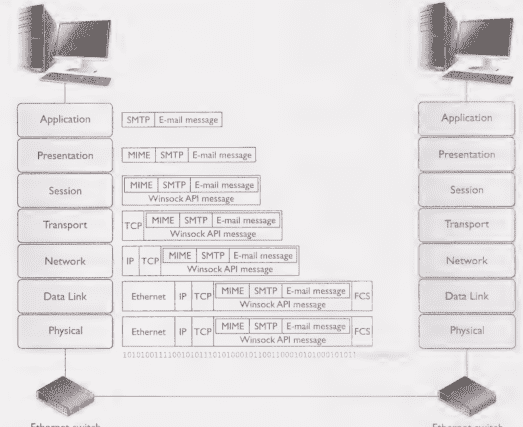 Application
SMTP E-mail message
Application
Presentation
MIME SMTP E-mail message
Presentation
Session
MIME SMTP E-mail message
Winsock API message
Session
Transport
TCP MIME SMTP E-mail message
Winsock API message
Transport
Network
IP TCP MIME SMTP E-mail message
Winsock API message
Network
Data Link
Ethernet IP TCP MIME SMTP E-mail message FCS
Winsock API message
Data Link
Physical
Ethernet IP TCP MIME SMTP E-mail message FCS
Winsock API message
Physical
Ethernet switch
Ethernet switch